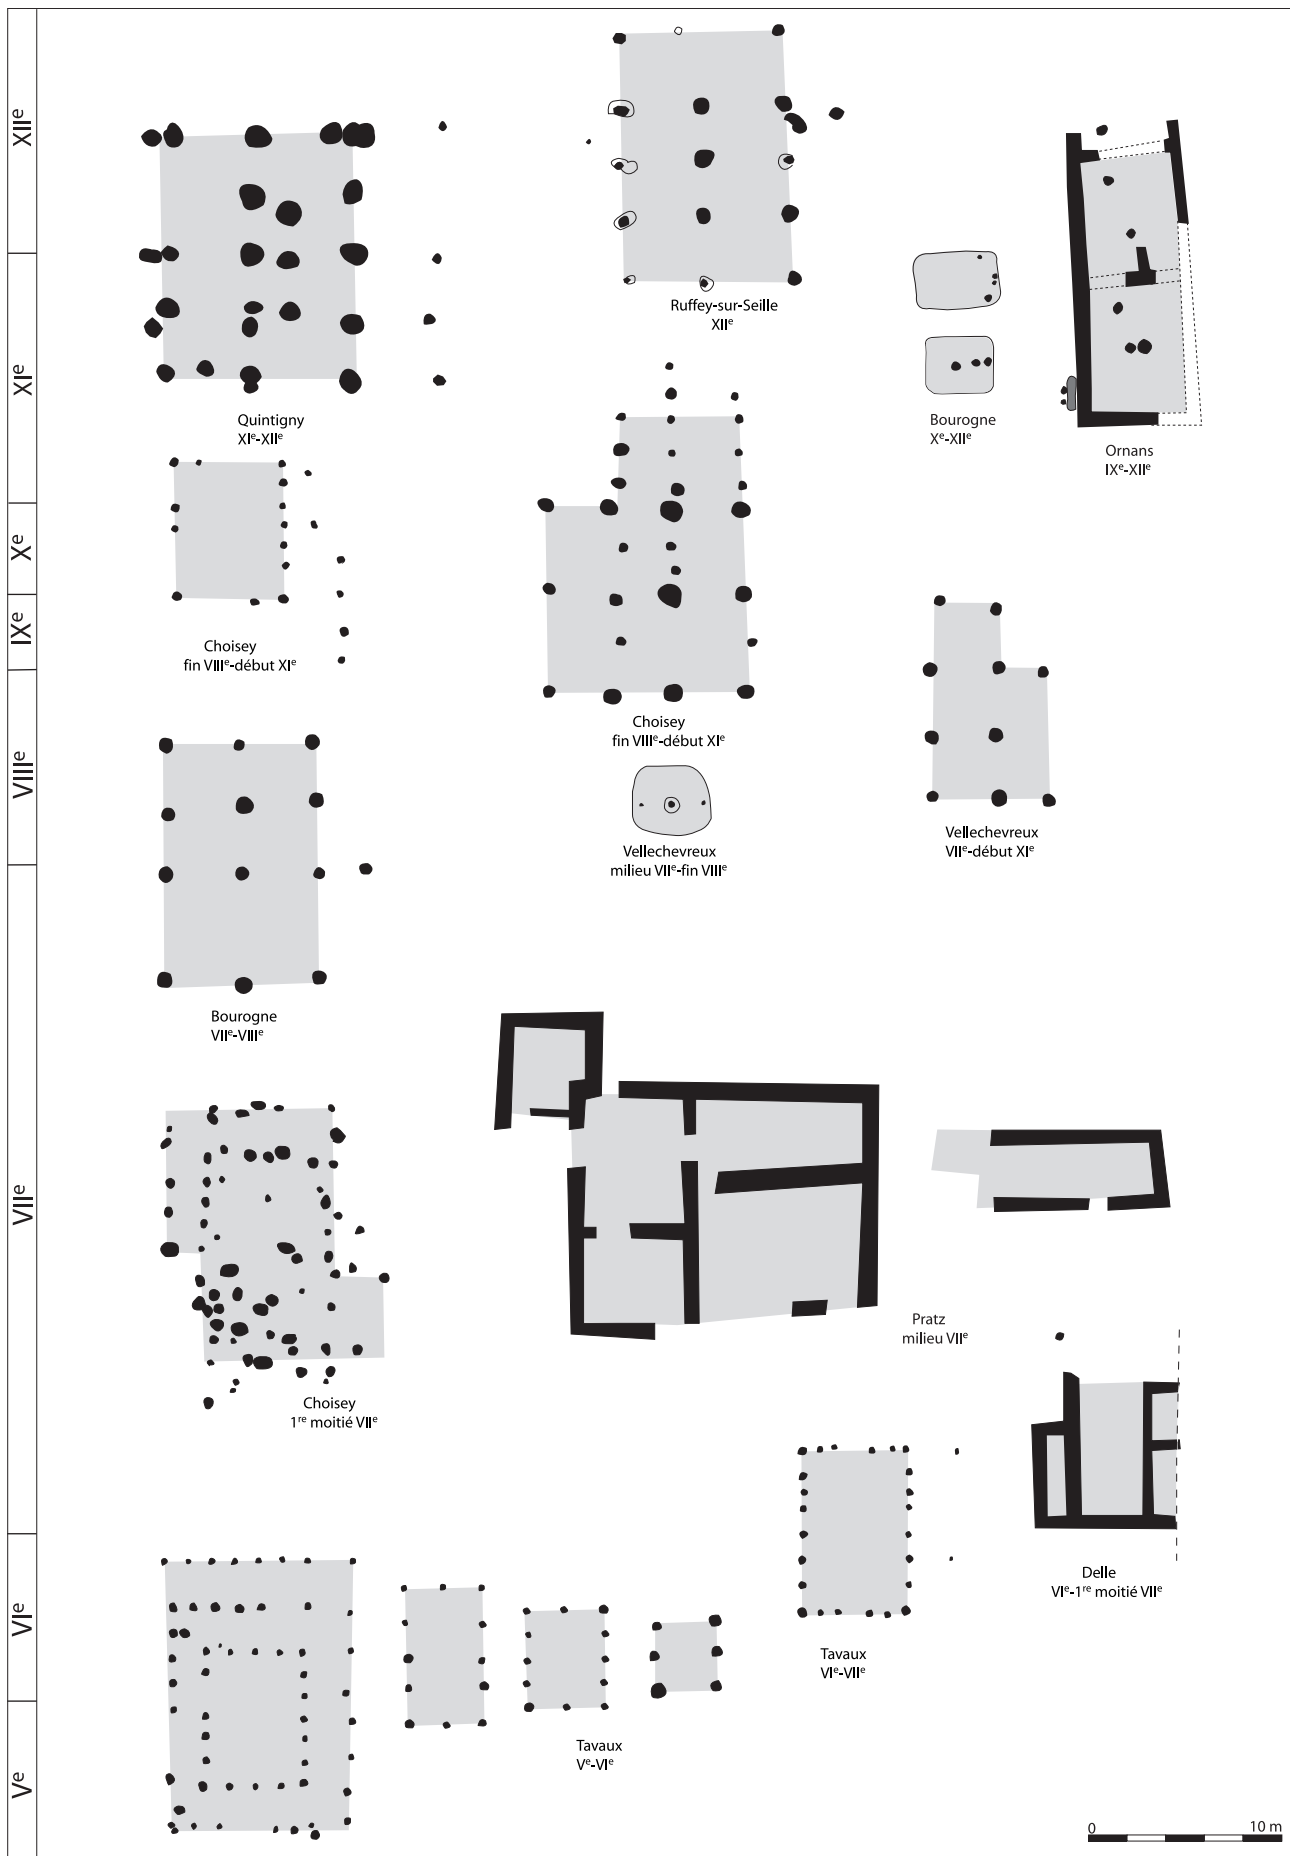 XIIᵉ
XIᵉ
Xᵉ
IXᵉ
VIIIᵉ
VIIᵉ
VIᵉ
Vᵉ
Ruffey-sur-Seille
XIIᵉ
Quintigny
XIᵉ-XIIᵉ
Bourogne
Xᵉ-XIIᵉ
Ornans
IXᵉ-XIIᵉ
Choisey
fin VIIIᵉ-début XIᵉ
Choisey
fin VIIIᵉ-début XIᵉ
Vellechevreux
milieu VIIᵉ-fin VIIIᵉ
Vellechevreux
VIIᵉ-début XIᵉ
Bourogne
VIIᵉ-VIIIᵉ
Pratz
milieu VIIᵉ
Choisey
1ʳᵉ moitié VIIᵉ
Delle
VIᵉ-1ʳᵉ moitié VIIᵉ
Tavaux
VIᵉ-VIIᵉ
Tavaux
Vᵉ-VIᵉ
0 10 m